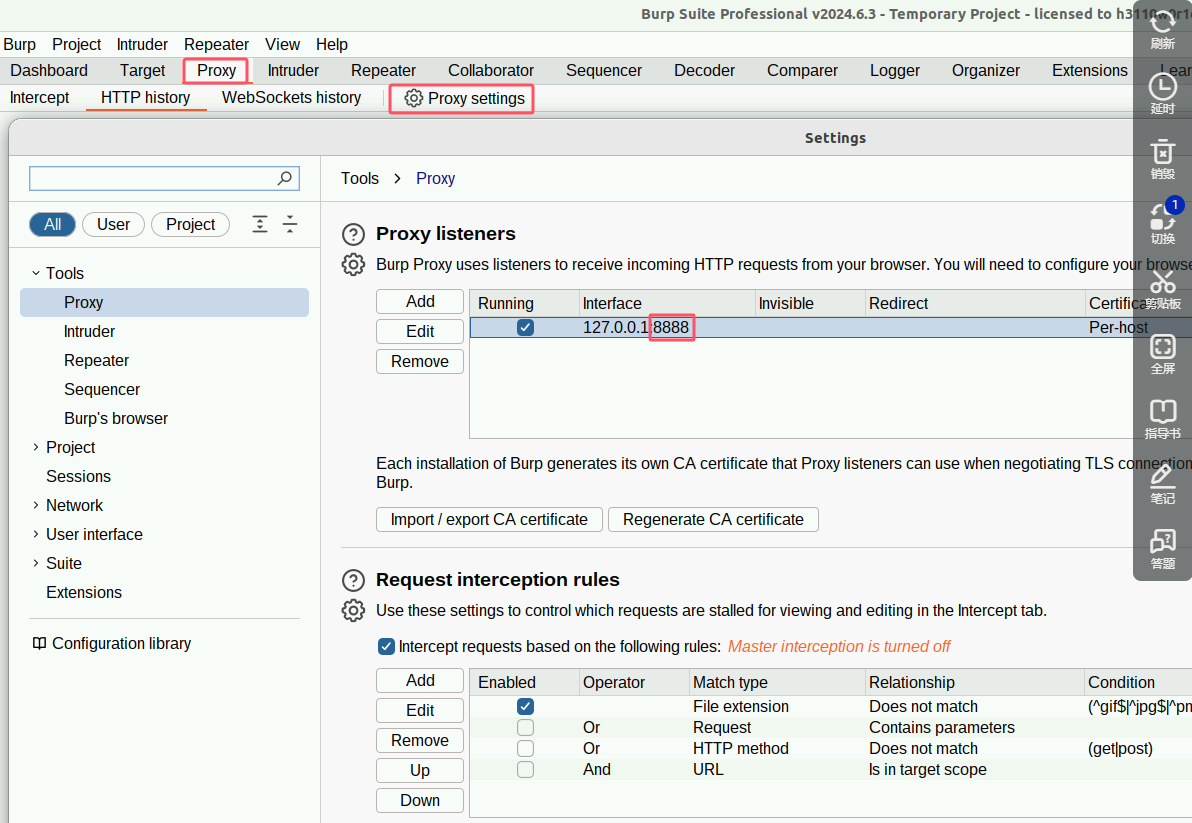 Burp Suite Professional v2024.6.3 - Temporary Project - licensed to
Burp Project Intruder Repeater View Help
Dashboard Target Proxy Intruder Repeater Collaborator Sequencer Decoder Comparer Logger Organizer Extensions Lear
Intercept HTTP history WebSockets history Proxy settings
Settings
Tools > Proxy
All User Project
Tools
Proxy
Intruder
Repeater
Sequencer
Burp's browser
Project
Sessions
Network
User interface
Suite
Extensions
Configuration library
Proxy listeners
Burp Proxy uses listeners to receive incoming HTTP requests from your browser. You will need to configure your browse
Add
Edit
Remove
Running Interface Invisible Redirect Certifica
127.0.0.1:8888 Per-host
Each installation of Burp generates its own CA certificate that Proxy listeners can use when negotiating TLS connection
Burp.
Import / export CA certificate Regenerate CA certificate
Request interception rules
Use these settings to control which requests are stalled for viewing and editing in the Intercept tab.
Intercept requests based on the following rules: Master interception is turned off
Add
Edit
Remove
Up
Down
Enabled Operator Match type Relationship Condition
File extension Does not match (^gif$|^jpg$|^pn
Or Request Contains parameters
Or HTTP method Does not match (get|post)
And URL Is in target scope
刷新
延时
销毁
1
切换
剪贴板
全屏
指导书
笔记
答题